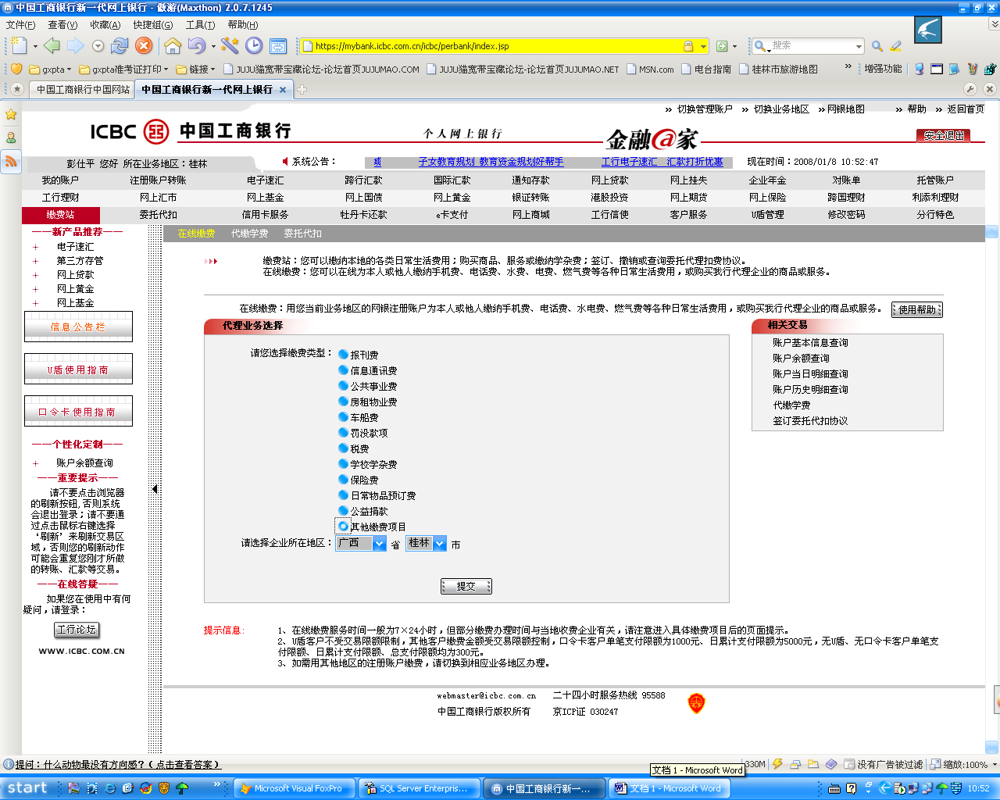 中国工商银行新一代网上银行 - 傲游(Maxthon) 2.0.7.1245
文件(F) 查看(V) 收藏(A) 快捷组(G) 工具(T) 帮助(H)
https://mybank.icbc.com.cn/icbc/perbank/index.jsp 搜索
gxpta gxpta准考证打印 链接 JUJU猫宽带宝藏论坛-论坛首页JUJUMAO.COM JUJU猫宽带宝藏论坛-论坛首页JUJUMAO.NET MSN.com 电台指南 桂林市旅游地图 » 增强功能
中国工商银行中国网站 中国工商银行新一代网上银行
» 切换管理账户 » 切换业务地区 »网银地图 » 帮助 » 返回首页
ICBC 中国工商银行 个人网上银行 金融@家 安全退出
彭仕平 您好 所在业务地区：桂林 系统公告： 子女教育规划 教育资金规划好帮手 工行电子速汇 汇款打折优惠 现在时间：2008/01/8 10:52:47
我的账户 注册账户转账 电子速汇 跨行汇款 国际汇款 通知存款 网上贷款 网上挂失 企业年金 对账单 托管账户
工行理财 网上汇市 网上基金 网上国债 网上黄金 银证转账 港股投资 网上期货 网上保险 跨国理财 利添利理财
缴费站 委托代扣 信用卡服务 牡丹卡还款 e卡支付 网上商城 工行信使 客户服务 U盾管理 修改密码 分行特色
在线缴费 代缴学费 委托代扣
——新产品推荐——
电子速汇
第三方存管
网上贷款
网上黄金
网上基金
信息公告栏
U盾使用指南
口令卡使用指南
——个性化定制——
账户余额查询
——重要提示——
请不要点击浏览器
的刷新按钮,否则系统
会退出登录；请不要通
过点击鼠标右键选择
‘刷新’来刷新交易区
域，否则您的刷新动作
可能会重复您刚才所做
的转账、汇款等交易。
——在线答疑——
如果您在使用中有何
疑问，请登录：
工行论坛
WWW.ICBC.COM.CN
缴费站：您可以缴纳本地的各类日常生活费用；购买商品、服务或缴纳学杂费；签订、撤销或查询委托代理扣费协议。
在线缴费：您可以在线为本人或他人缴纳手机费、电话费、水费、电费、燃气费等各种日常生活费用，或购买我行代理企业的商品或服务。
在线缴费：用您当前业务地区的网银注册账户为本人或他人缴纳手机费、电话费、水电费、燃气费等各种日常生活费用，或购买我行代理企业的商品或服务。 使用帮助
代理业务选择
请您选择缴费类型： 报刊费
信息通讯费
公共事业费
房租物业费
车船费
罚没款项
税费
学校学杂费
保险费
日常物品预订费
公益捐款
其他缴费项目
请选择企业所在地区： 广西 省 桂林 市
提交
相关交易
账户基本信息查询
账户余额查询
账户当日明细查询
账户历史明细查询
代缴学费
签订委托代扣协议
提示信息： 1、在线缴费服务时间一般为7×24小时，但部分缴费办理时间与当地收费企业有关，请注意进入具体缴费项目后的页面提示。
2、U盾客户不受交易限额限制，其他客户缴费金额受交易限额控制，口令卡客户单笔支付限额为1000元、日累计支付限额为5000元，无U盾、无口令卡客户单笔支
付限额、日累计支付限额、总支付限额均为300元。
3、如需用其他地区的注册账户缴费，请切换到相应业务地区办理。
webmaster@icbc.com.cn 二十四小时服务热线 95588
中国工商银行版权所有 京ICP证 030247
提问：什么动物最没有方向感？（点击查看答案） 330M 没有广告被过滤 缩放:100%
文档 1 - Microsoft Word
start Microsoft Visual FoxPro SQL Server Enterpris... 中国工商银行新一... 文档 1 - Microsoft Word 10:52